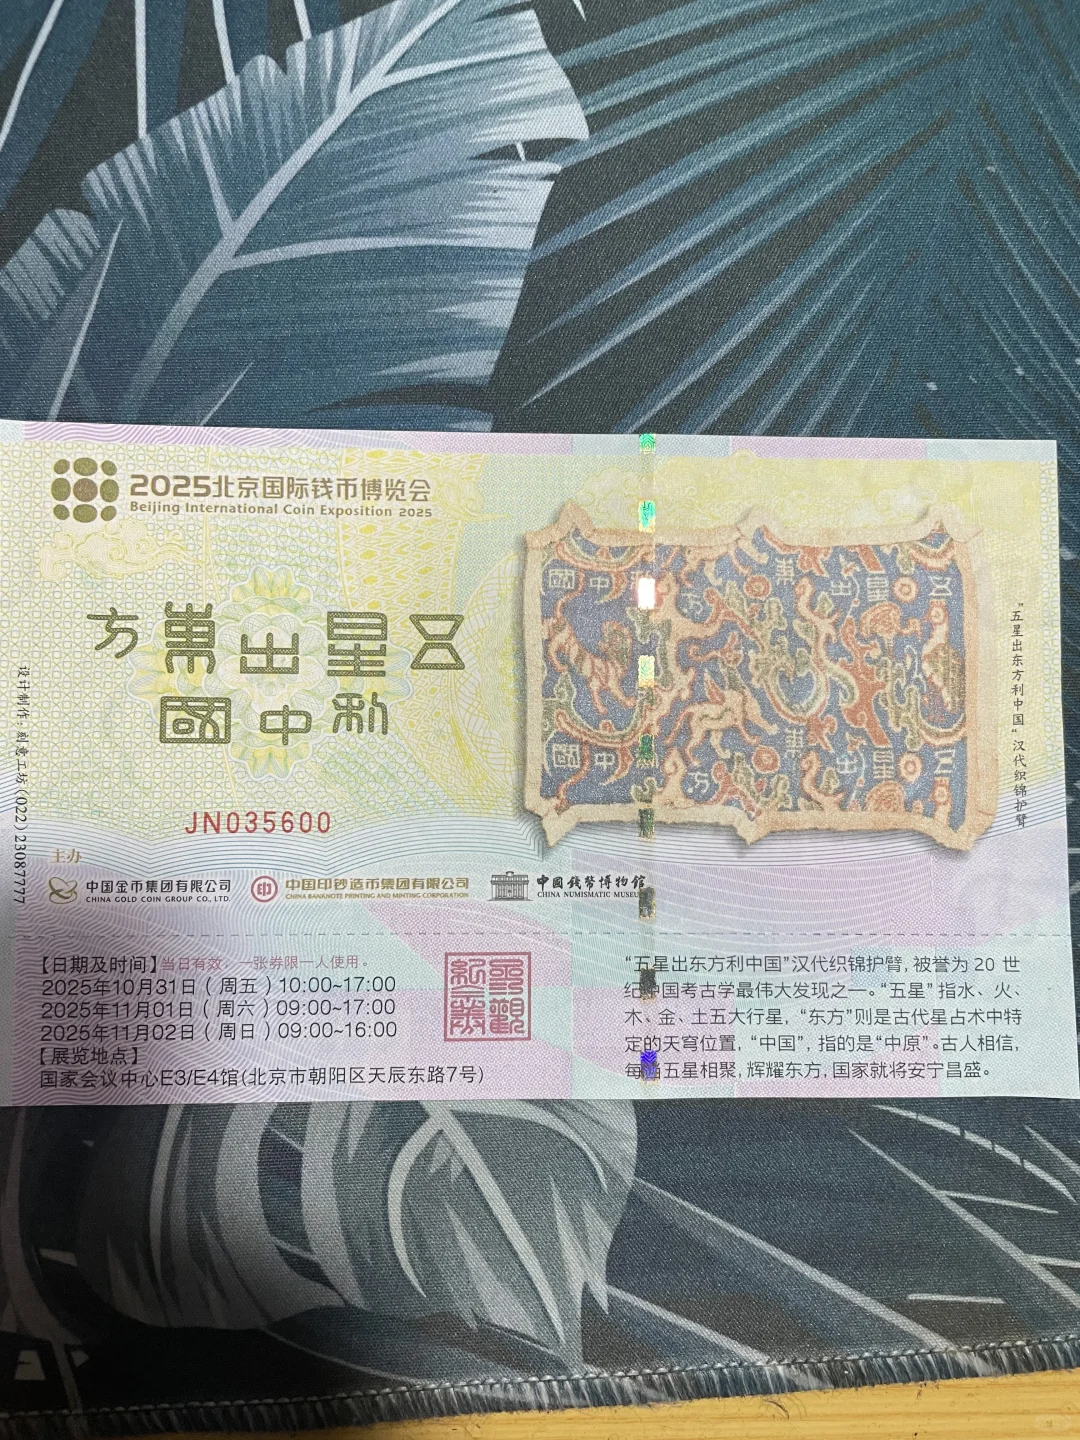 2025北京国际钱币博览会
Beijing International Coin Exposition 2025
五星出東方
利中國
JN035600
主办
中国金币集团有限公司
CHINA GOLD COIN GROUP CO., LTD.
中国印钞造币集团有限公司
CHINA BANKNOTE PRINTING AND MINTING CORPORATION
中国钱幣博物館
CHINA NUMISMATIC MUSEUM
设计制作：刻意工坊 (022) 23087777
“五星出东方利中国”汉代织锦护臂
【日期及时间】当日有效，一张券限一人使用。
2025年10月31日（周五）10:00~17:00
2025年11月01日（周六）09:00~17:00
2025年11月02日（周日）09:00~16:00
【展览地点】
国家会议中心E3/E4馆(北京市朝阳区天辰东路7号)
“五星出东方利中国”汉代织锦护臂，被誉为 20 世
纪中国考古学最伟大发现之一。“五星”指水、火、
木、金、土五大行星，“东方”则是古代星占术中特
定的天穹位置，“中国”，指的是“中原”。古人相信，
每当五星相聚，辉耀东方，国家就将安宁昌盛。